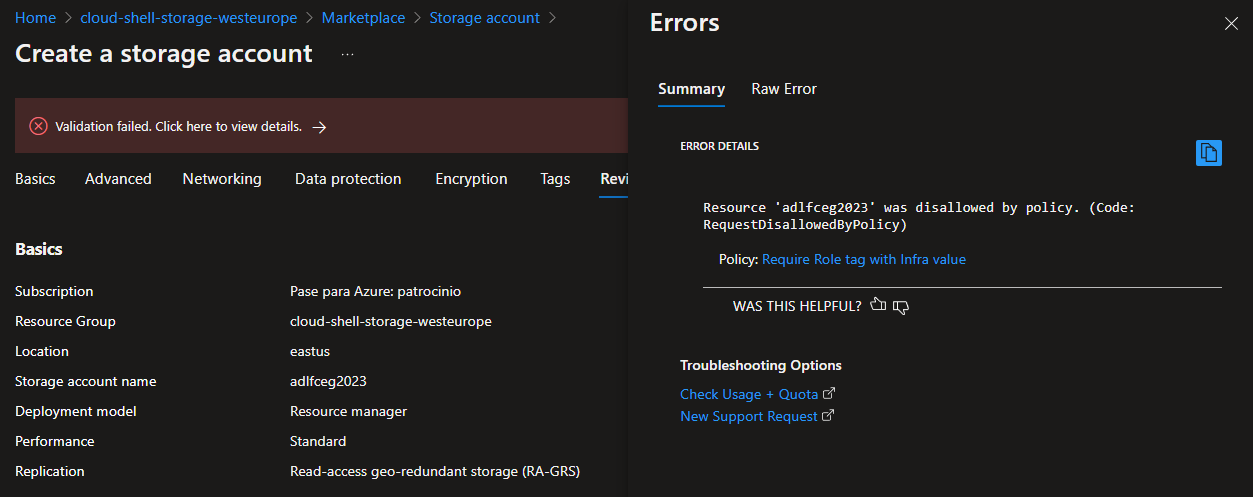 Home > cloud-shell-storage-westeurope > Marketplace > Storage account >
Create a storage account ...
Validation failed. Click here to view details. →
Basics Advanced Networking Data protection Encryption Tags Revi
Basics
Subscription Pase para Azure: patrocinio
Resource Group cloud-shell-storage-westeurope
Location eastus
Storage account name adlfceg2023
Deployment model Resource manager
Performance Standard
Replication Read-access geo-redundant storage (RA-GRS)
Errors
Summary Raw Error
ERROR DETAILS
Resource 'adlfceg2023' was disallowed by policy. (Code:
RequestDisallowedByPolicy)
Policy: Require Role tag with Infra value
WAS THIS HELPFUL?
Troubleshooting Options
Check Usage + Quota
New Support Request